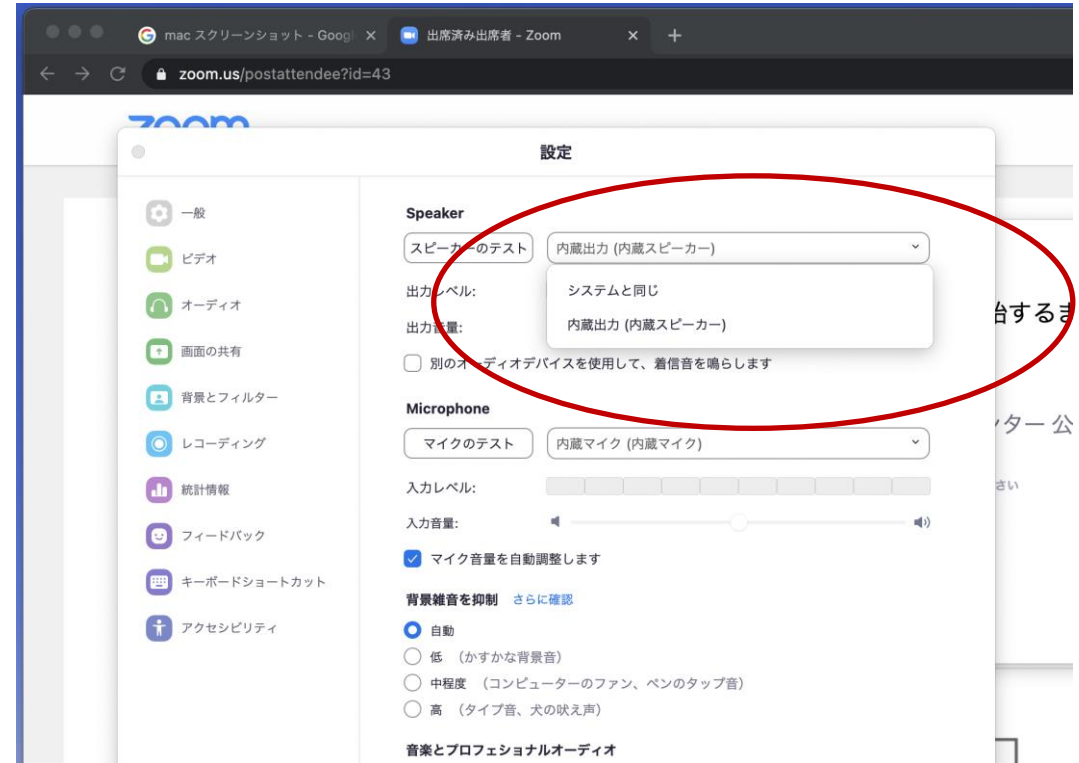 mac スクリーンショット - Googl
出席済み出席者 - Zoom
zoom.us/postattendee?id=43
zoom
設定
一般
ビデオ
オーディオ
画面の共有
背景とフィルター
レコーディング
統計情報
フィードバック
キーボードショートカット
アクセシビリティ
Speaker
スピーカーのテスト
内蔵出力 (内蔵スピーカー)
出力レベル:
システムと同じ
出力音量:
内蔵出力 (内蔵スピーカー)
別のオーディオデバイスを使用して、着信音を鳴らします
Microphone
マイクのテスト
内蔵マイク (内蔵マイク)
入力レベル:
入力音量:
マイク音量を自動調整します
背景雑音を抑制 さらに確認
自動
低 (かすかな背景音)
中程度 (コンピューターのファン、ペンのタップ音)
高 (タイプ音、犬の吠え声)
音楽とプロフェショナルオーディオ
始するま
ンター 公
さい